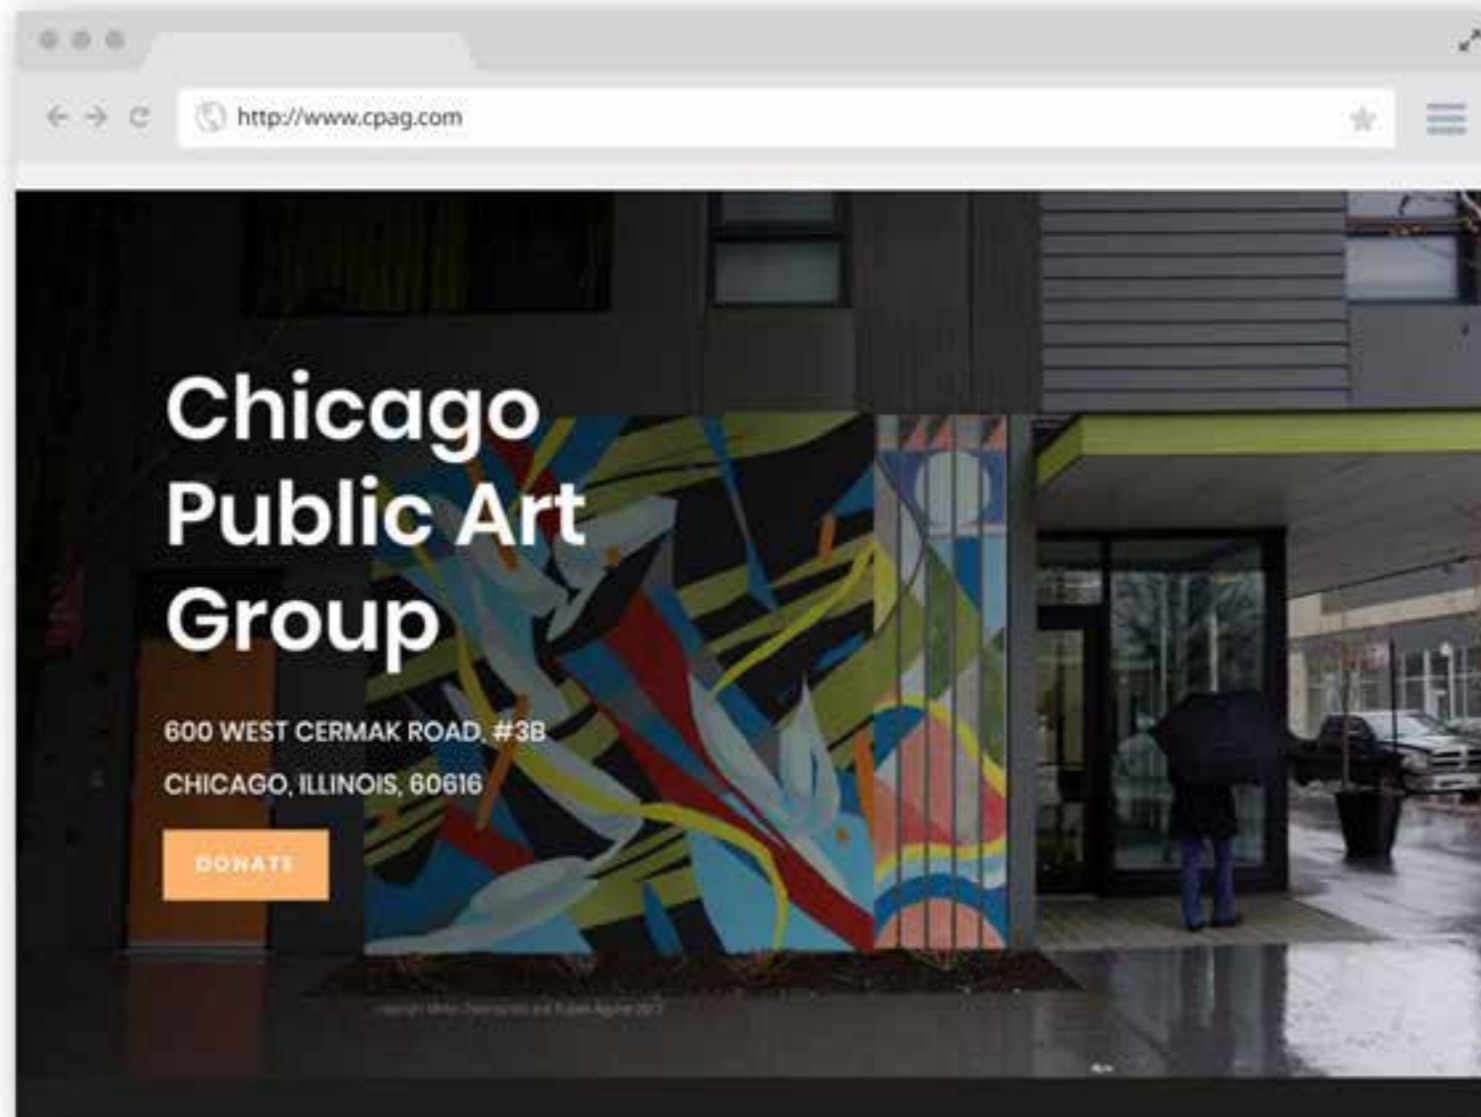 http://www.cpag.com
Chicago
Public Art
Group
600 WEST CERMAK ROAD, #3B
CHICAGO, ILLINOIS, 60616
DONATE